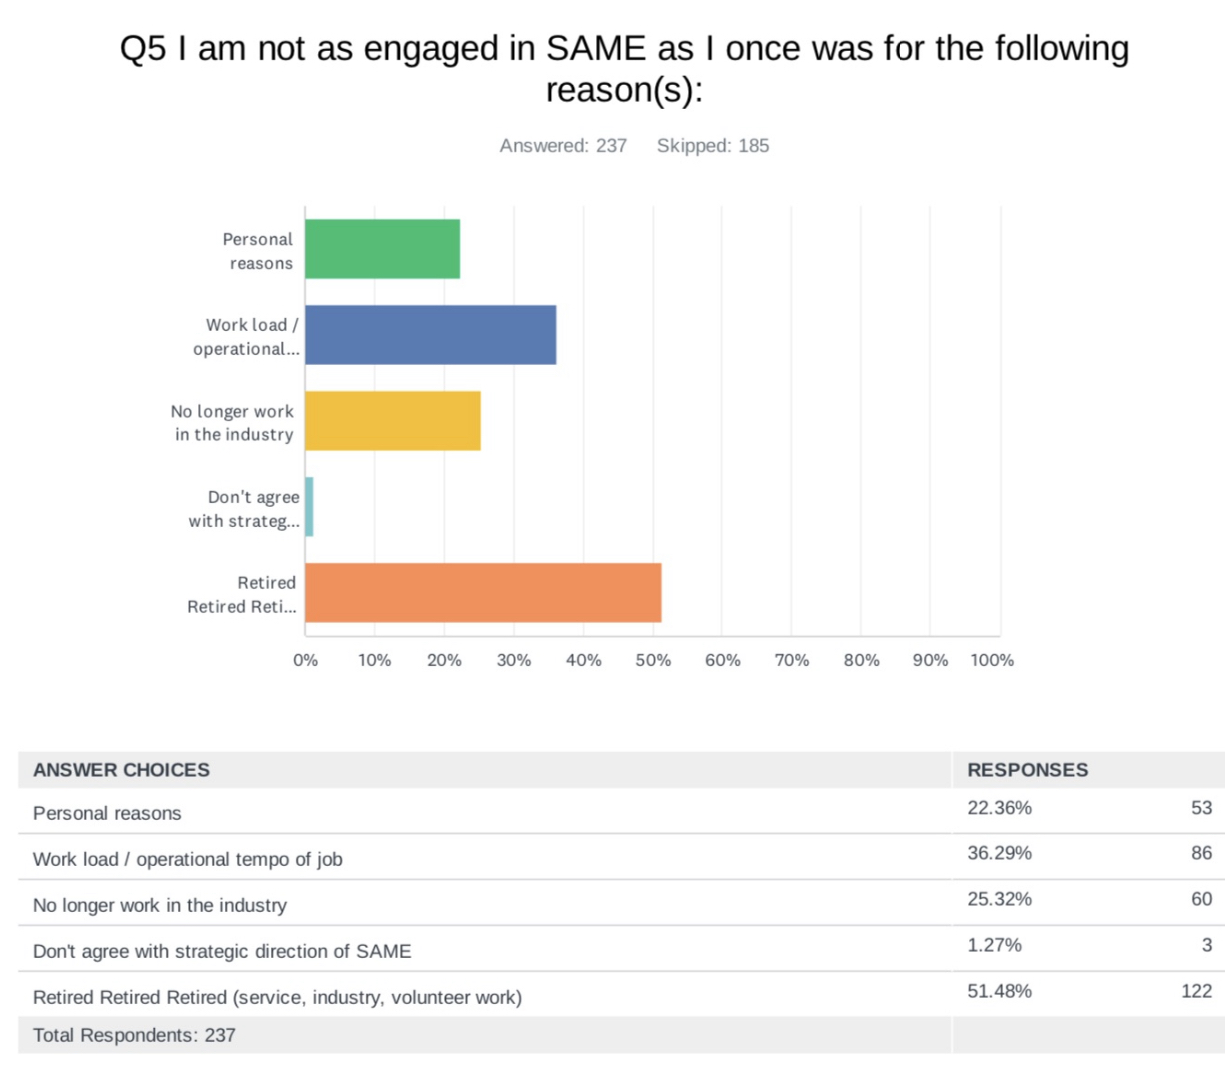 Q5 I am not as engaged in SAME as I once was for the following
reason(s):
Answered: 237 Skipped: 185
Personal
reasons
Work load /
operational...
No longer work
in the industry
Don't agree
with strateg...
Retired
Retired Reti...
0% 10% 20% 30% 40% 50% 60% 70% 80% 90% 100%
ANSWER CHOICES RESPONSES
Personal reasons 22.36% 53
Work load / operational tempo of job 36.29% 86
No longer work in the industry 25.32% 60
Don't agree with strategic direction of SAME 1.27% 3
Retired Retired Retired (service, industry, volunteer work) 51.48% 122
Total Respondents: 237